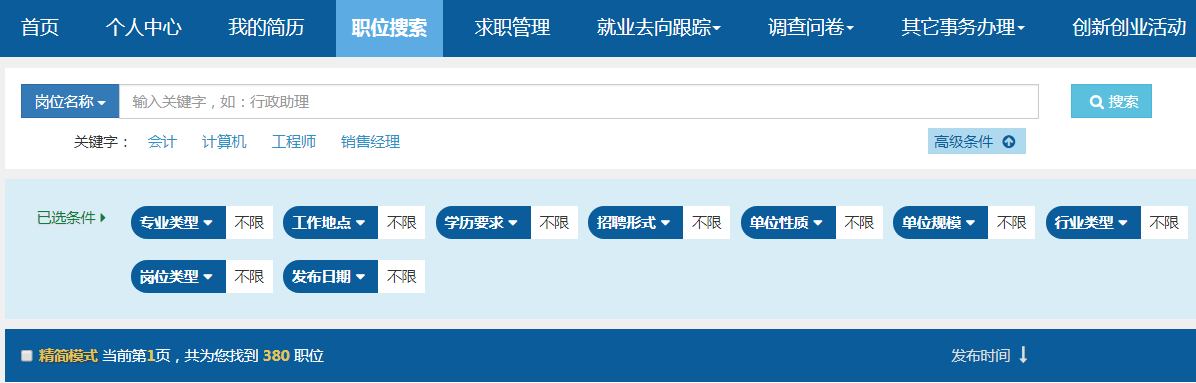 首页 个人中心 我的简历 职位搜索 求职管理 就业去向跟踪 调查问卷 其它事务办理 创新创业活动
岗位名称 输入关键字，如：行政助理 搜索
关键字： 会计 计算机 工程师 销售经理 高级条件
已选条件 专业类型 不限 工作地点 不限 学历要求 不限 招聘形式 不限 单位性质 不限 单位规模 不限 行业类型 不限
岗位类型 不限 发布日期 不限
精简模式 当前第1页，共为您找到 380 职位 发布时间